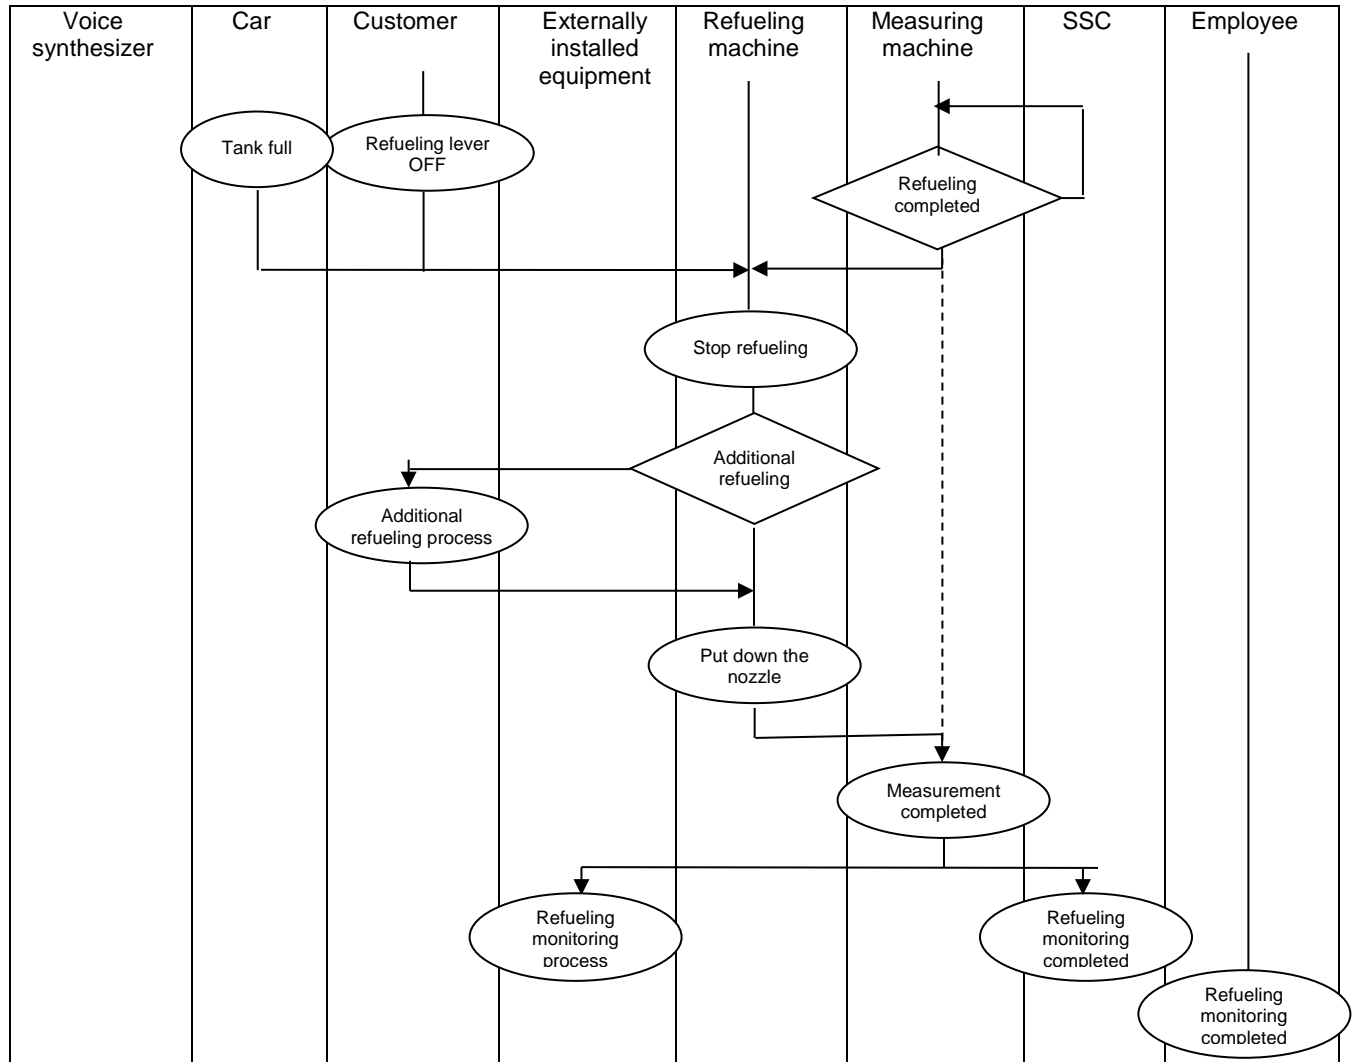 Voice
synthesizer
Car
Customer
Externally
installed
equipment
Refueling
machine
Measuring
machine
SSC
Employee
Tank full
Refueling lever
OFF
Refueling
completed
Stop refueling
Additional
refueling
Additional
refueling process
Put down the
nozzle
Measurement
completed
Refueling
monitoring
process
Refueling
monitoring
completed
Refueling
monitoring
completed